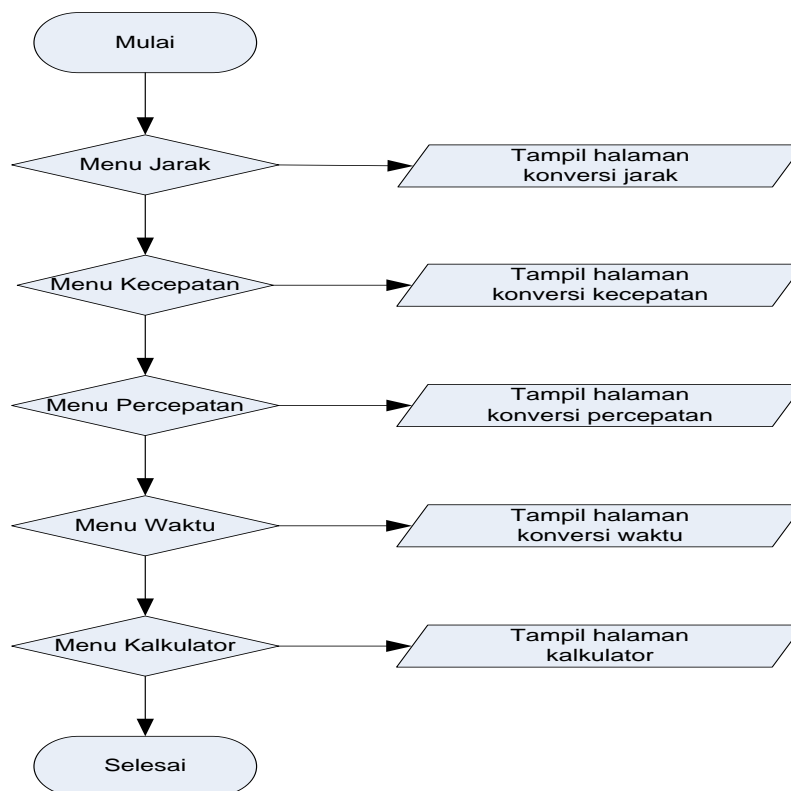 Mulai
Menu Jarak
Tampil halaman
konversi jarak
Menu Kecepatan
Tampil halaman
konversi kecepatan
Menu Percepatan
Tampil halaman
konversi percepatan
Menu Waktu
Tampil halaman
konversi waktu
Menu Kalkulator
Tampil halaman
kalkulator
Selesai